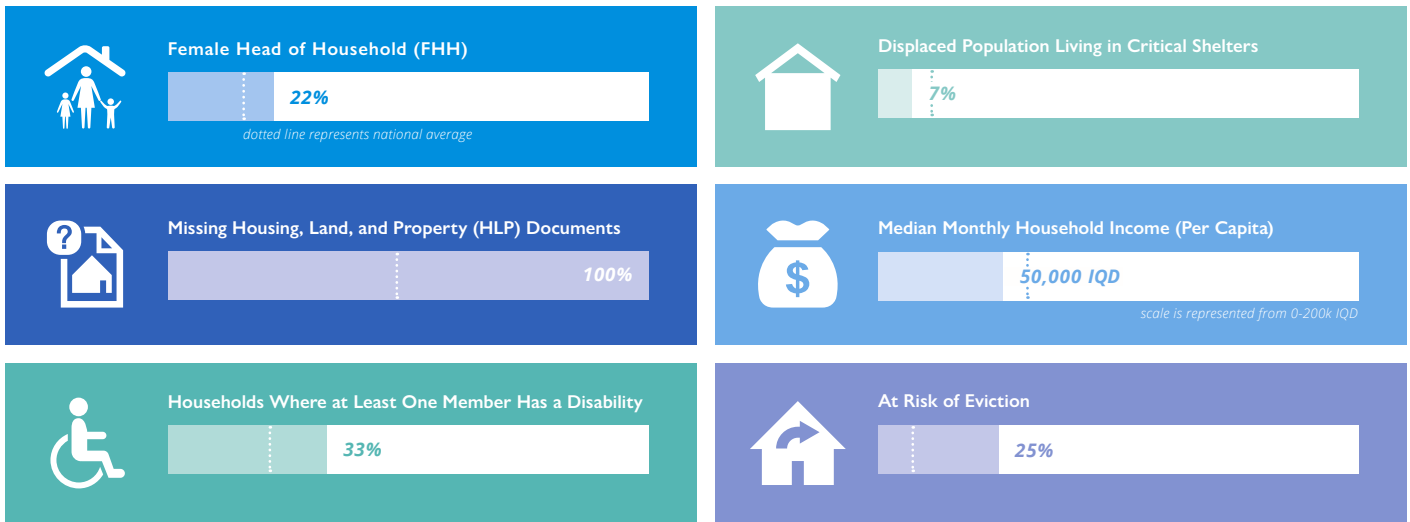 Female Head of Household (FHH)
22%
dotted line represents national average
Displaced Population Living in Critical Shelters
7%
?
Missing Housing, Land, and Property (HLP) Documents
100%
$
Median Monthly Household Income (Per Capita)
50,000 IQD
scale is represented from 0-200k IQD
Households Where at Least One Member Has a Disability
33%
At Risk of Eviction
25%